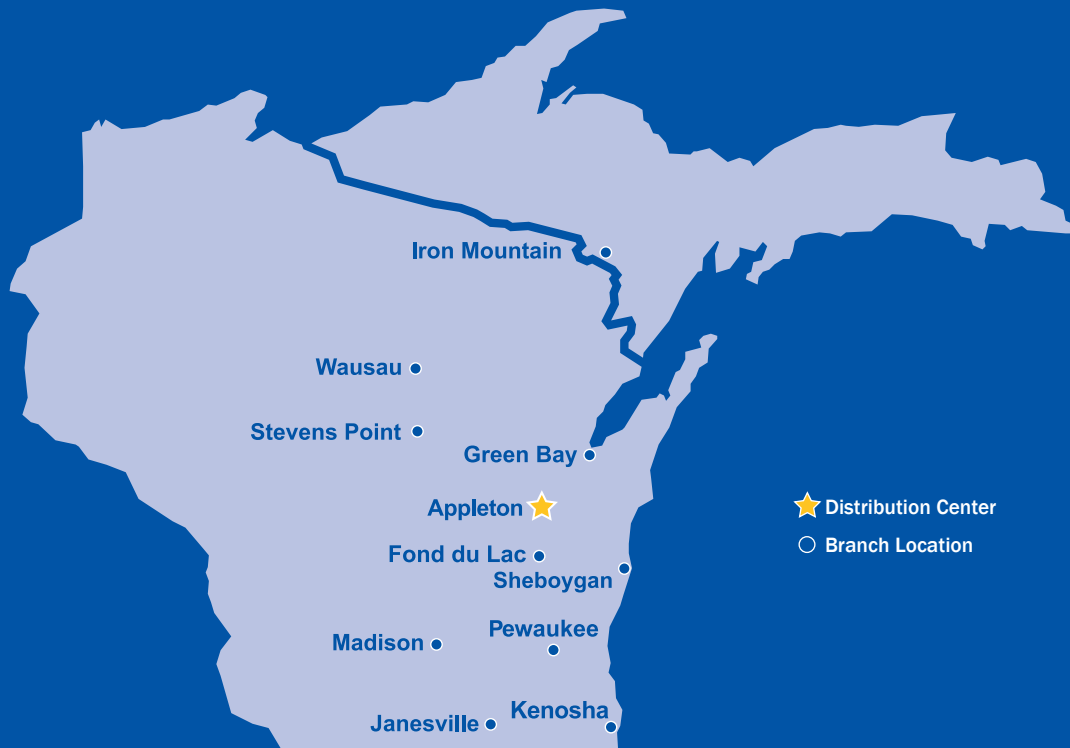 Iron Mountain
Wausau
Stevens Point
Green Bay
Appleton
Distribution Center
Branch Location
Fond du Lac
Sheboygan
Pewaukee
Madison
Kenosha
Janesville